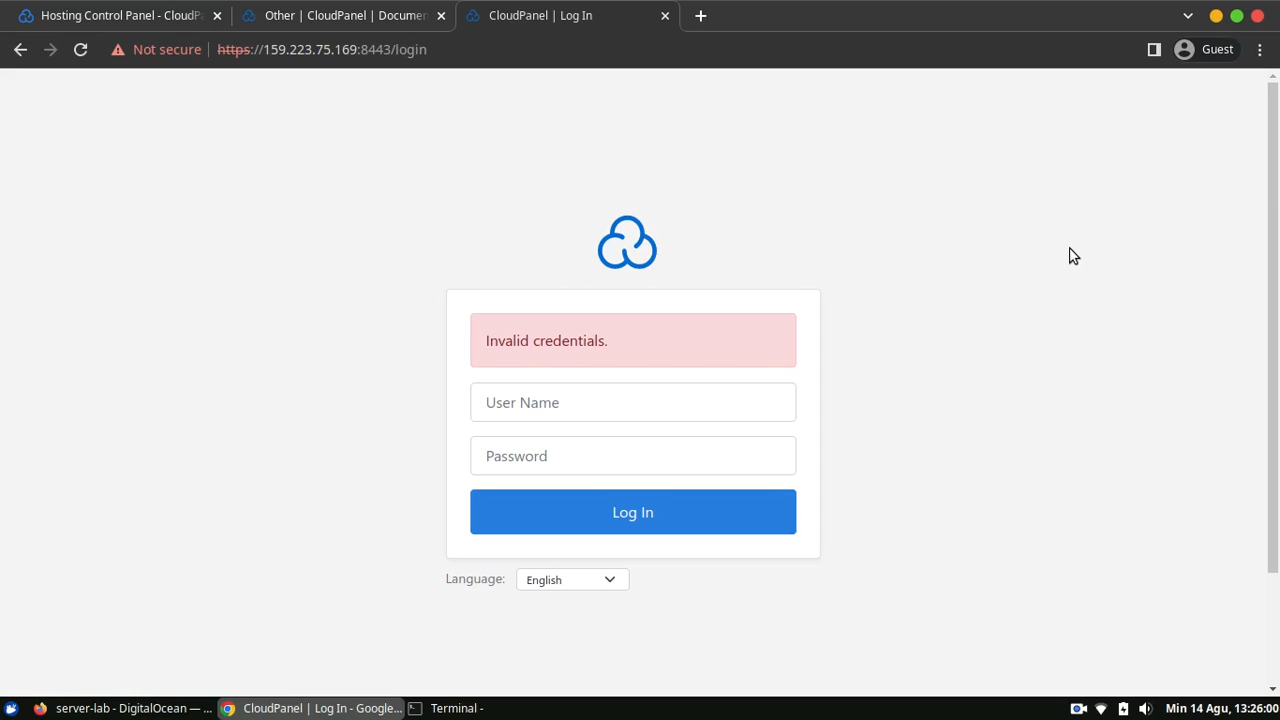 Hosting Control Panel - CloudPa
Other | CloudPanel | Documen
CloudPanel | Log In
Not secure
https://159.223.75.169:8443/login
Guest
Invalid credentials.
User Name
Password
Log In
Language:
English
server-lab - DigitalOcean — ...
CloudPanel | Log In - Google...
Terminal -
Min 14 Agu, 13:26:00